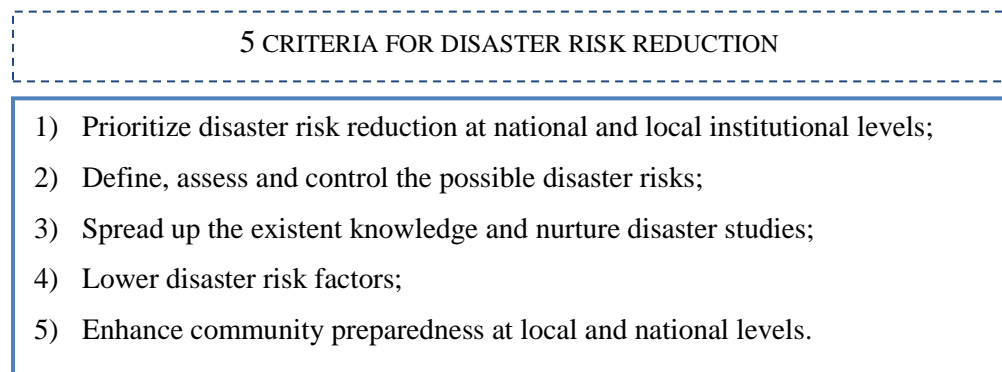 5 CRITERIA FOR DISASTER RISK REDUCTION
1) Prioritize disaster risk reduction at national and local institutional levels;
2) Define, assess and control the possible disaster risks;
3) Spread up the existent knowledge and nurture disaster studies;
4) Lower disaster risk factors;
5) Enhance community preparedness at local and national levels.